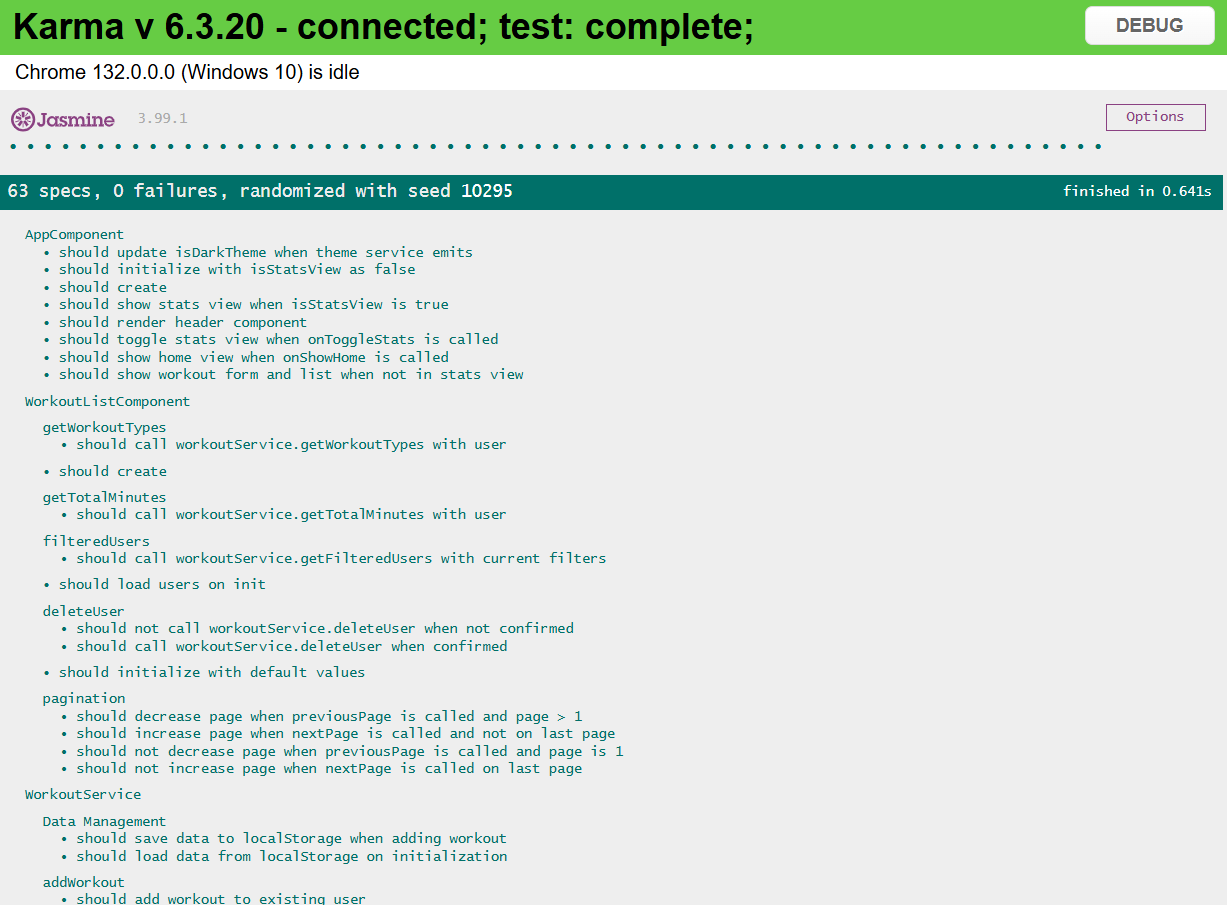 Karma v 6.3.20 - connected; test: complete;
DEBUG
Chrome 132.0.0.0 (Windows 10) is idle
Jasmine 3.99.1
Options
63 specs, 0 failures, randomized with seed 10295
finished in 0.641s
AppComponent
• should update isDarkTheme when theme service emits
• should initialize with isStatsView as false
• should create
• should show stats view when isStatsView is true
• should render header component
• should toggle stats view when onToggleStats is called
• should show home view when onShowHome is called
• should show workout form and list when not in stats view
WorkoutListComponent
getWorkoutTypes
• should call workoutService.getWorkoutTypes with user
• should create
getTotalMinutes
• should call workoutService.getTotalMinutes with user
filteredUsers
• should call workoutService.getFilteredUsers with current filters
• should load users on init
deleteUser
• should not call workoutService.deleteUser when not confirmed
• should call workoutService.deleteUser when confirmed
• should initialize with default values
pagination
• should decrease page when previousPage is called and page > 1
• should increase page when nextPage is called and not on last page
• should not decrease page when previousPage is called and page is 1
• should not increase page when nextPage is called on last page
WorkoutService
Data Management
• should save data to localStorage when adding workout
• should load data from localStorage on initialization
addWorkout
• should add workout to existing user